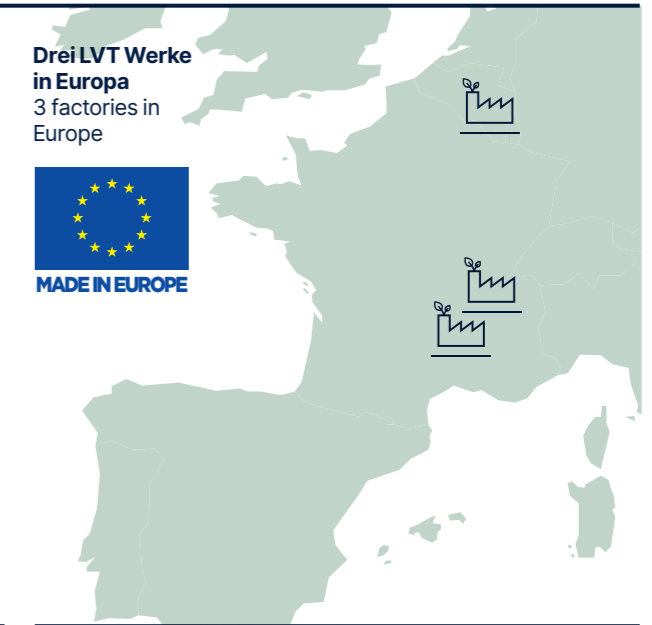 Drei LVT Werke
in Europa
3 factories in
Europe
MADE IN EUROPE